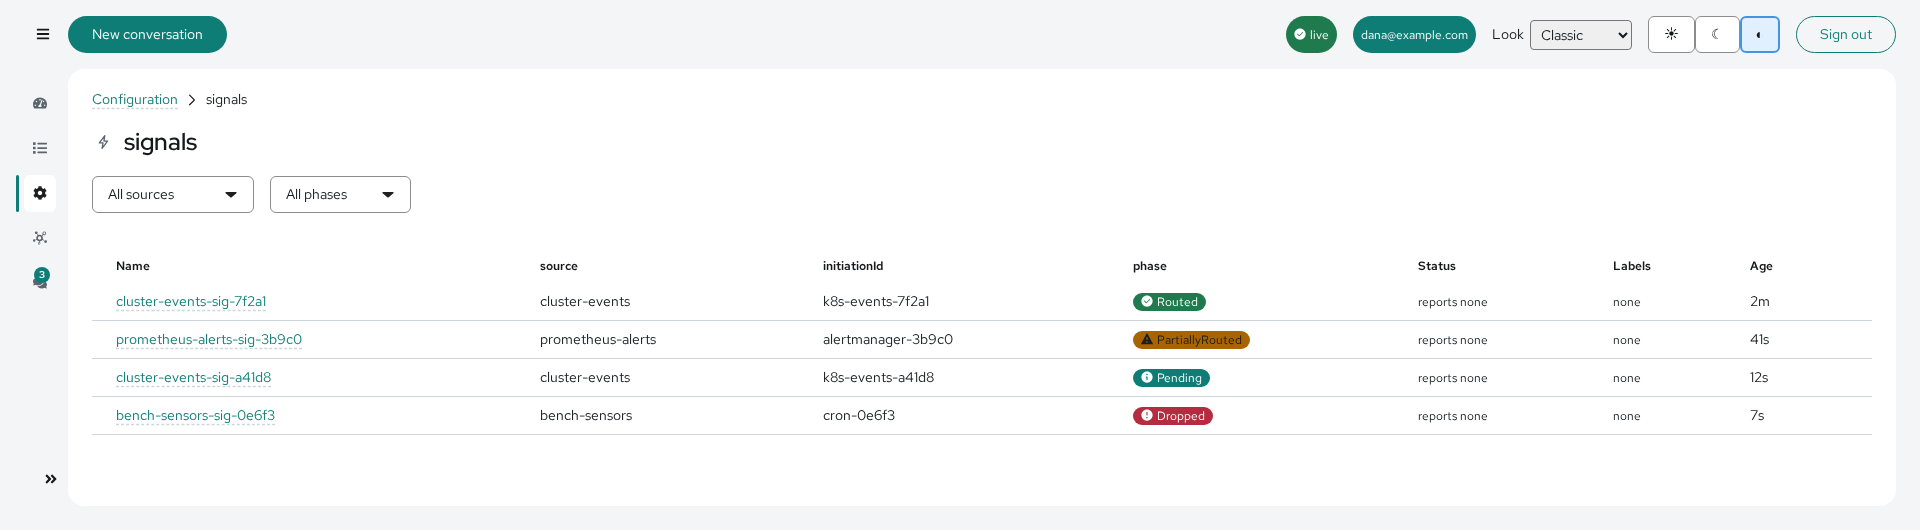 New conversation live dana@example.com Look Classic Sign out
Configuration signals
signals
All sources All phases
Name source initiationId phase Status Labels Age
cluster-events-sig-7f2a1 cluster-events k8s-events-7f2a1 Routed reports none none 2m
prometheus-alerts-sig-3b9c0 prometheus-alerts alertmanager-3b9c0 PartiallyRouted reports none none 41s
cluster-events-sig-a41d8 cluster-events k8s-events-a41d8 Pending reports none none 12s
3
bench-sensors-sig-0e6f3 bench-sensors cron-0e6f3 Dropped reports none none 7s